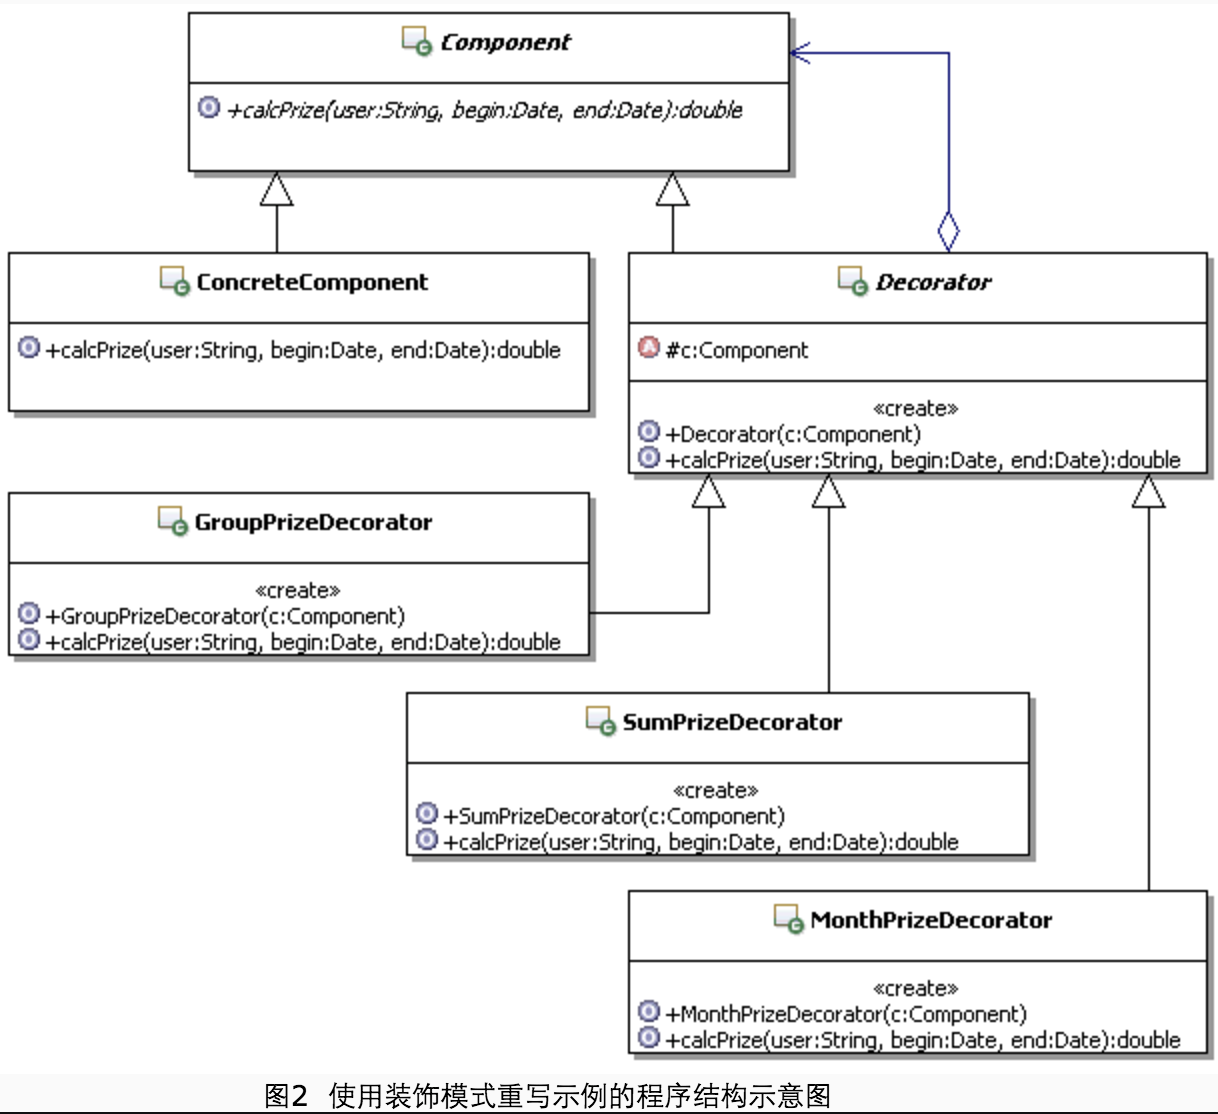 Component
+calcPrize(user:String, begin:Date, end:Date):double
ConcreteComponent
+calcPrize(user:String, begin:Date, end:Date):double
Decorator
#c:Component
«create»
+Decorator(c:Component)
+calcPrize(user:String, begin:Date, end:Date):double
GroupPrizeDecorator
«create»
+GroupPrizeDecorator(c:Component)
+calcPrize(user:String, begin:Date, end:Date):double
SumPrizeDecorator
«create»
+SumPrizeDecorator(c:Component)
+calcPrize(user:String, begin:Date, end:Date):double
MonthPrizeDecorator
«create»
+MonthPrizeDecorator(c:Component)
+calcPrize(user:String, begin:Date, end:Date):double
图2 使用装饰模式重写示例的程序结构示意图